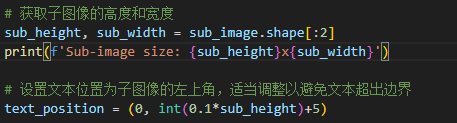 # 获取子图像的高度和宽度
sub_height, sub_width = sub_image.shape[:2]
print(f'Sub-image size: {sub_height}x{sub_width}')
# 设置文本位置为子图像的左上角，适当调整以避免文本超出边界
text_position = (0, int(0.1*sub_height)+5)